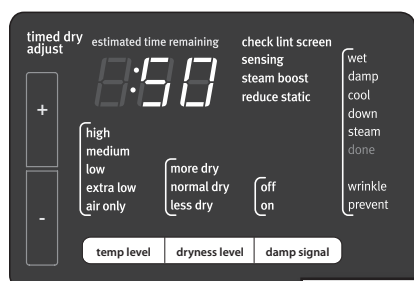 timed dry
adjust
+
-
estimated time remaining
:50
check lint screen
sensing
steam boost
reduce static
wet
damp
cool
down
steam
done
wrinkle
prevent
high
medium
low
extra low
air only
more dry
normal dry
less dry
off
on
temp level
dryness level
damp signal